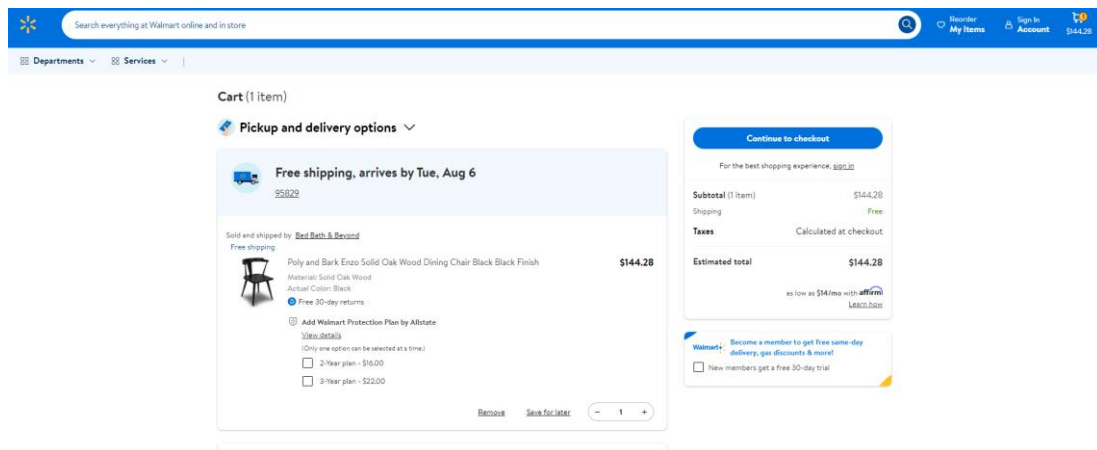 Search everything at Walmart online and in store
Reorder
My Items
Sign In
Account
1
$144.28
Departments
Services
Cart (1 item)
Pickup and delivery options
Free shipping, arrives by Tue, Aug 6
95829
Sold and shipped by Bed Bath & Beyond
Free shipping
Poly and Bark Enzo Solid Oak Wood Dining Chair Black Black Finish
$144.28
Material: Solid Oak Wood
Actual Color: Black
Free 30-day returns
Add Walmart Protection Plan by Allstate
View details
(Only one option can be selected at a time.)
2-Year plan - $16.00
3-Year plan - $22.00
Remove
Save for later
- 1 +
Continue to checkout
For the best shopping experience, sign in
Subtotal (1 item) $144.28
Shipping Free
Taxes Calculated at checkout
Estimated total $144.28
as low as $14/mo with affirm
Learn how
Walmart+
Become a member to get free same-day
delivery, gas discounts & more!
New members get a free 30-day trial